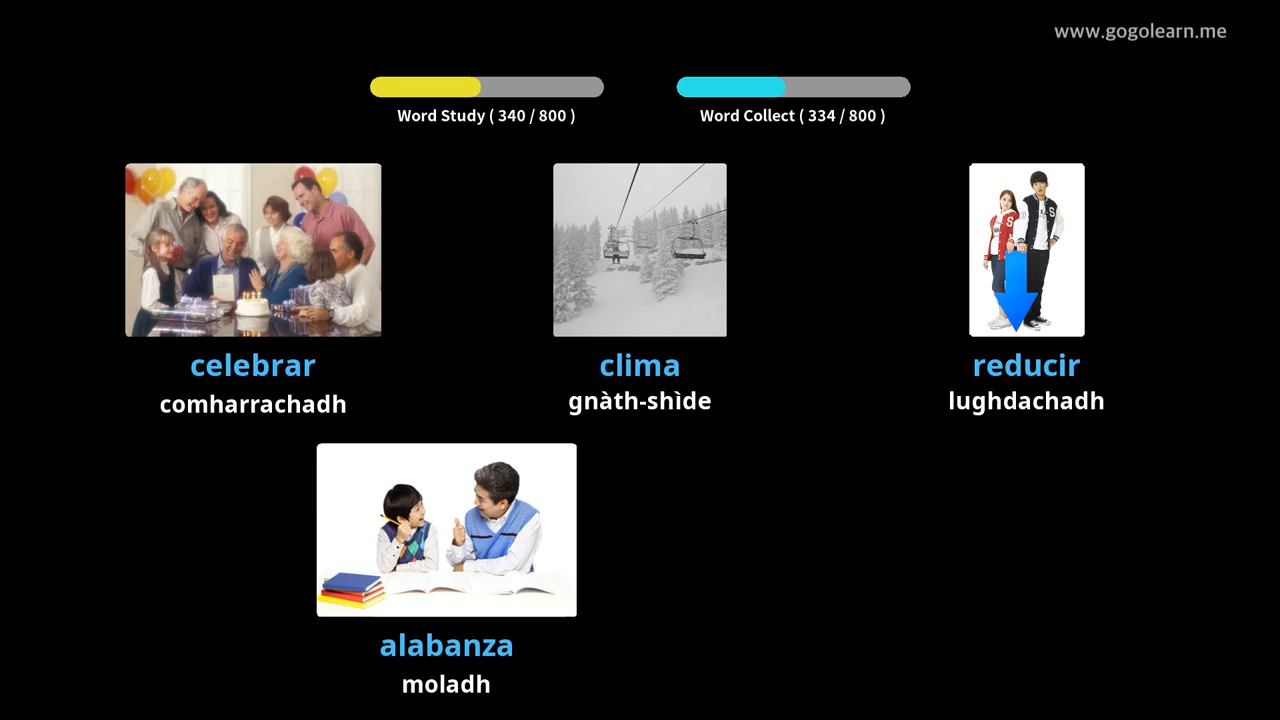 www.gogolearn.me
Word Study ( 340 / 800 )
Word Collect ( 334 / 800 )
S
S
celebrar
comharrachadh
clima
gnàth-shìde
reducir
lughdachadh
alabanza
moladh